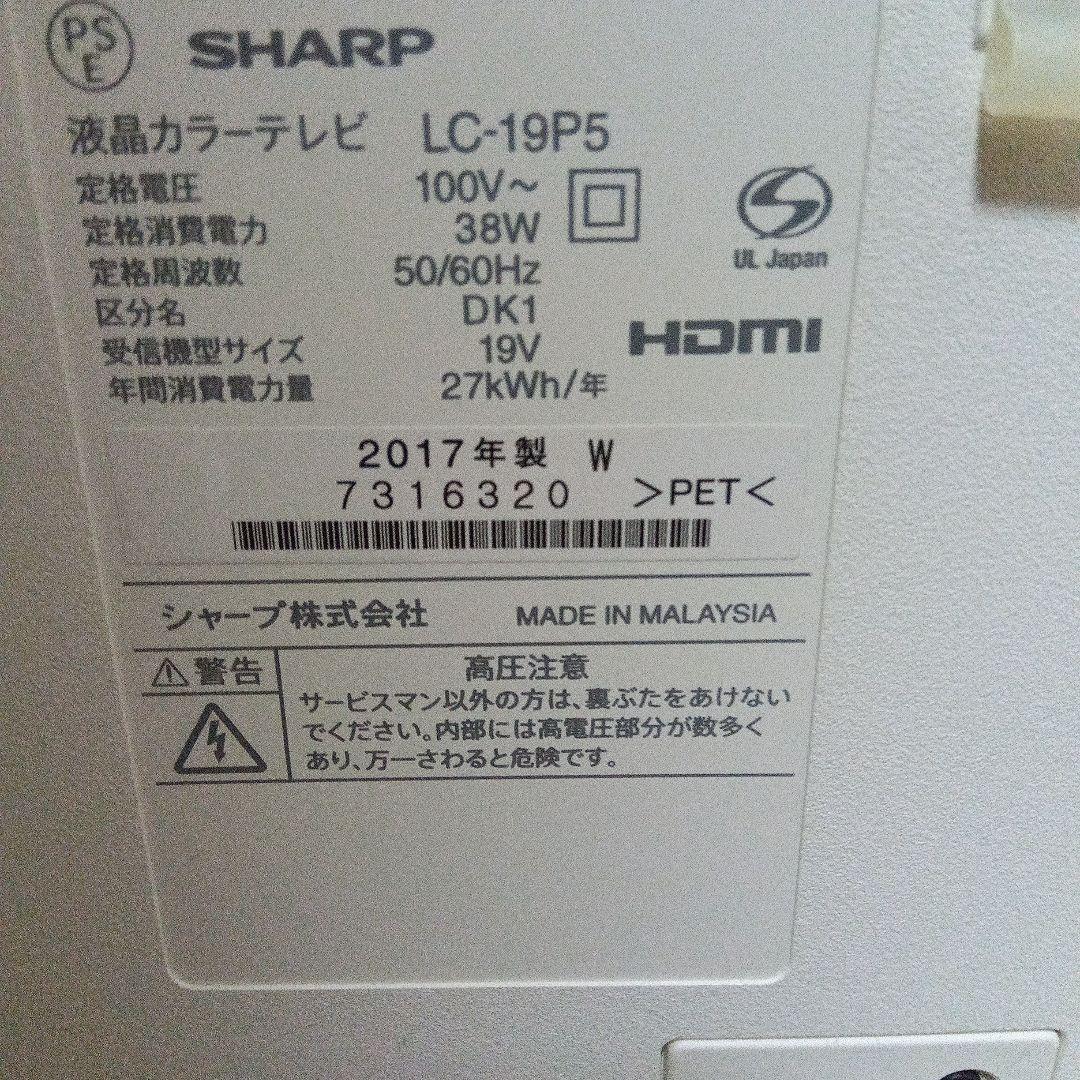 PSE SHARP
液晶カラーテレビ LC-19P5
定格電圧 100V～
定格消費電力 38W
定格周波数 50/60Hz
区分名 DK1
受信機型サイズ 19V
年間消費電力量 27kWh/年
UL Japan
HDMI
2017年製 W
7316320 >PET<
シャープ株式会社 MADE IN MALAYSIA
警告
高圧注意
サービスマン以外の方は、裏ぶたをあけない
でください。内部には高電圧部分が数多く
あり、万一さわると危険です。